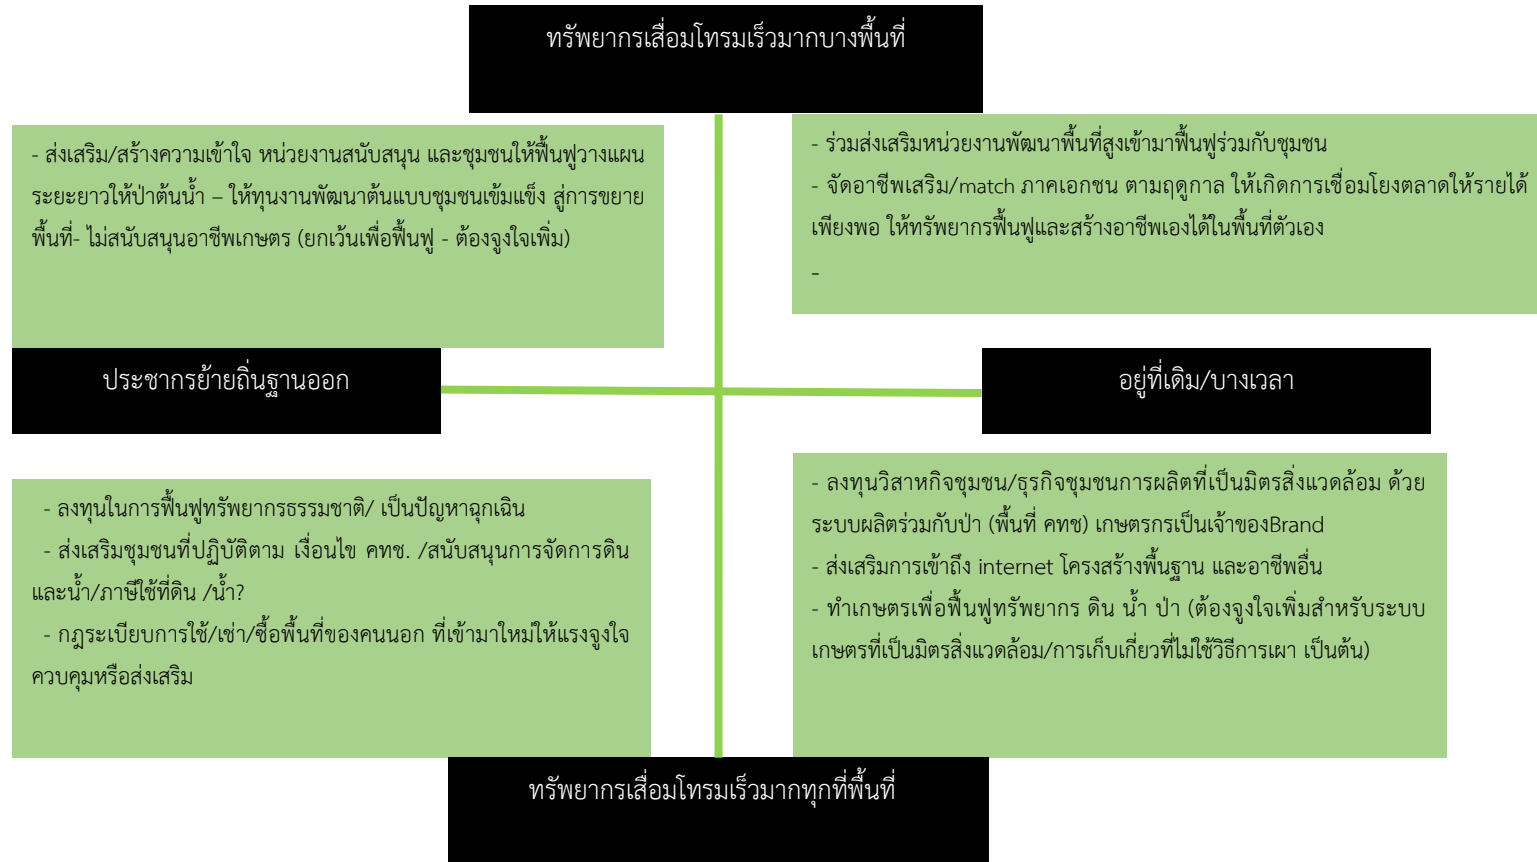 ทรัพยากรเสื่อมโทรมเร็วมากบางพื้นที่
- ส่งเสริม/สร้างความเข้าใจ หน่วยงานสนับสนุน และชุมชนให้ฟื้นฟูวางแผน
ระยะยาวให้ป่าต้นน้ำ – ให้ทุนงานพัฒนาต้นแบบชุมชนเข้มแข็ง สู่การขยาย
พื้นที่- ไม่สนับสนุนอาชีพเกษตร (ยกเว้นเพื่อฟื้นฟู - ต้องจูงใจเพิ่ม)
- ร่วมส่งเสริมหน่วยงานพัฒนาพื้นที่สูงเข้ามาฟื้นฟูร่วมกับชุมชน
- จัดอาชีพเสริม/match ภาคเอกชน ตามฤดูกาล ให้เกิดการเชื่อมโยงตลาดให้รายได้
เพียงพอ ให้ทรัพยากรฟื้นฟูและสร้างอาชีพเองได้ในพื้นที่ตัวเอง
-
ประชากรย้ายถิ่นฐานออก
อยู่ที่เดิม/บางเวลา
- ลงทุนในการฟื้นฟูทรัพยากรธรรมชาติ/ เป็นปัญหาฉุกเฉิน
- ส่งเสริมชุมชนที่ปฏิบัติตาม เงื่อนไข คทช. /สนับสนุนการจัดการดิน
และน้ำ/ภาษีใช้ที่ดิน /น้ำ?
- กฎระเบียบการใช้/เช่า/ซื้อพื้นที่ของคนนอก ที่เข้ามาใหม่ให้แรงจูงใจ
ควบคุมหรือส่งเสริม
- ลงทุนวิสาหกิจชุมชน/ธุรกิจชุมชนการผลิตที่เป็นมิตรสิ่งแวดล้อม ด้วย
ระบบผลิตร่วมกับป่า (พื้นที่ คทช) เกษตรกรเป็นเจ้าของBrand
- ส่งเสริมการเข้าถึง internet โครงสร้างพื้นฐาน และอาชีพอื่น
- ทำเกษตรเพื่อฟื้นฟูทรัพยากร ดิน น้ำ ป่า (ต้องจูงใจเพิ่มสำหรับระบบ
เกษตรที่เป็นมิตรสิ่งแวดล้อม/การเก็บเกี่ยวที่ไม่ใช้วิธีการเผา เป็นต้น)
ทรัพยากรเสื่อมโทรมเร็วมากทุกที่พื้นที่